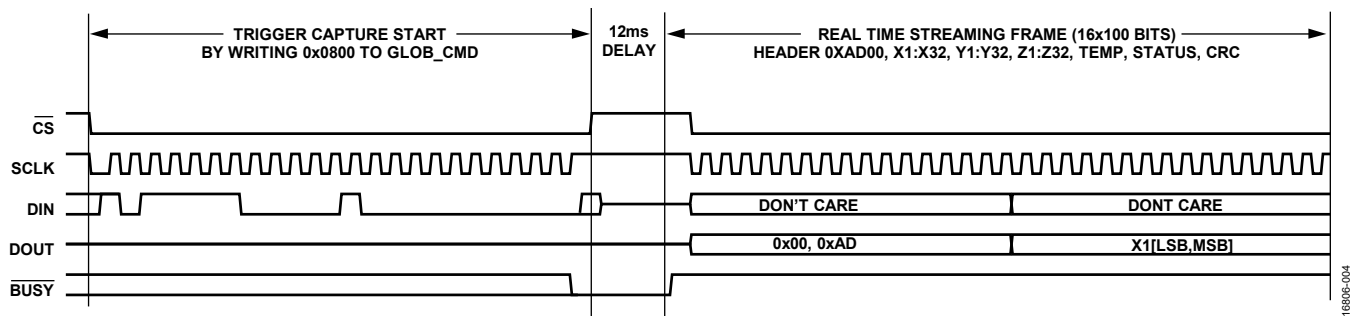 TRIGGER CAPTURE START
BY WRITING 0x0800 TO GLOB_CMD
12ms
DELAY
REAL TIME STREAMING FRAME (16x100 BITS)
HEADER 0XAD00, X1:X32, Y1:Y32, Z1:Z32, TEMP, STATUS, CRC
CS
SCLK
DIN
DON'T CARE
DONT CARE
DOUT
0x00, 0xAD
X1[LSB,MSB]
BUSY
16806-004